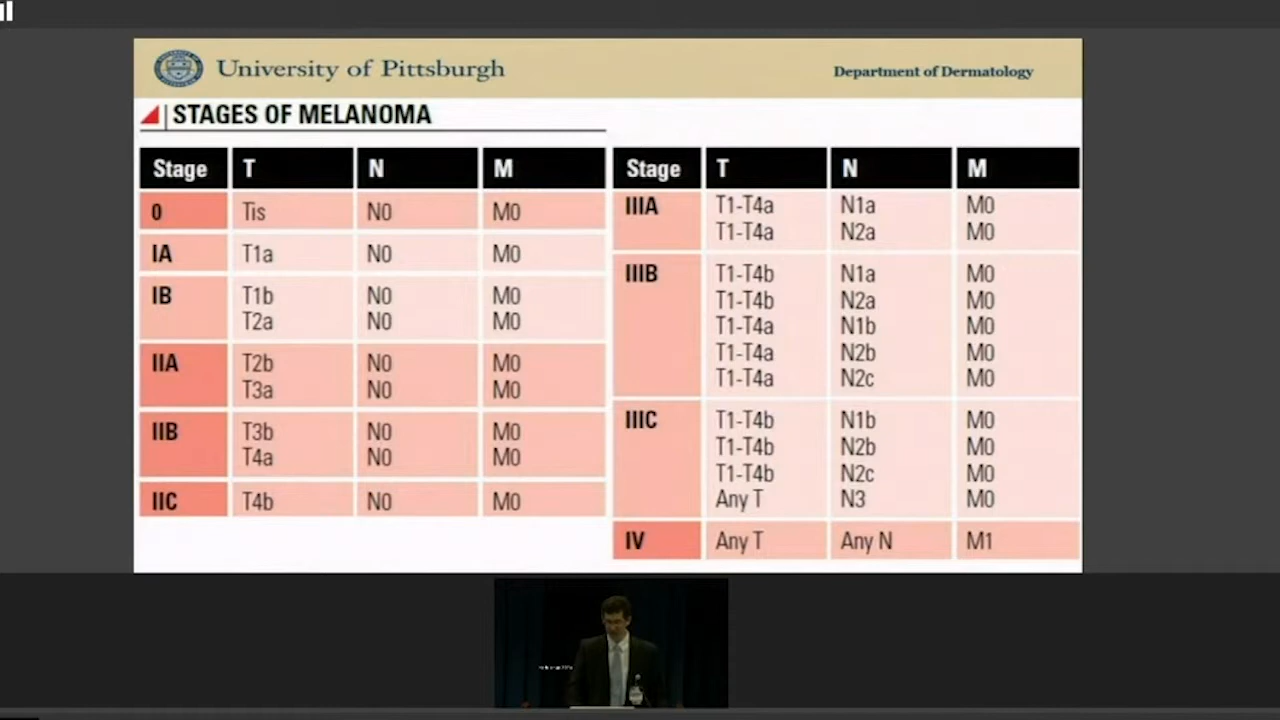 University of Pittsburgh
Department of Dermatology
STAGES OF MELANOMA
Stage T N M
0 Tis N0 M0
IA T1a N0 M0
IB T1b N0 M0
T2a N0 M0
IIA T2b N0 M0
T3a N0 M0
IIB T3b N0 M0
T4a N0 M0
IIC T4b N0 M0
Stage T N M
IIIA T1-T4a N1a M0
T1-T4a N2a M0
IIIB T1-T4b N1a M0
T1-T4b N2a M0
T1-T4a N1b M0
T1-T4a N2b M0
T1-T4a N2c M0
IIIC T1-T4b N1b M0
T1-T4b N2b M0
T1-T4b N2c M0
Any T N3 M0
IV Any T Any N M1